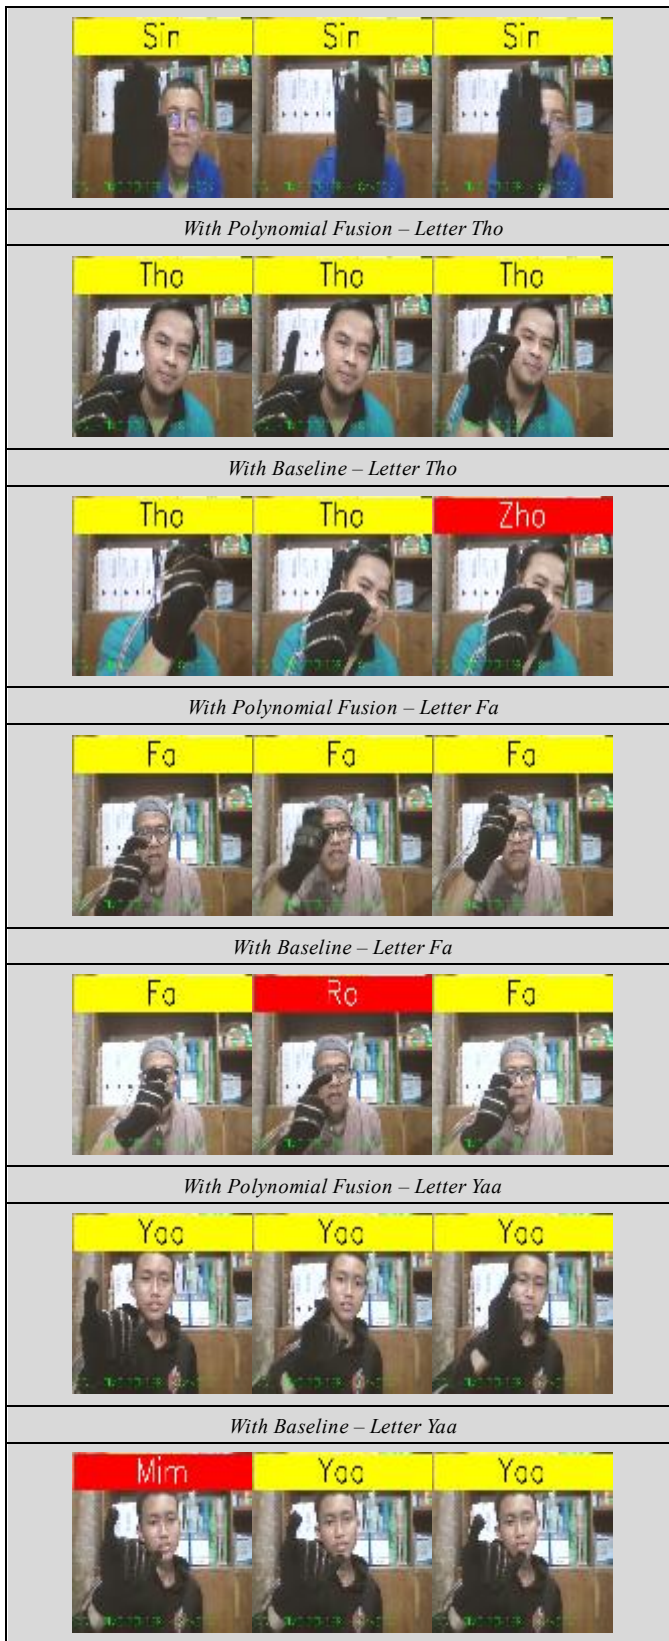 Sin Sin Sin
With Polynomial Fusion – Letter Tho
Tho Tho Tho
With Baseline – Letter Tho
Tho Tho Zho
With Polynomial Fusion – Letter Fa
Fa Fa Fa
With Baseline – Letter Fa
Fa Ra Fa
With Polynomial Fusion – Letter Yaa
Yaa Yaa Yaa
With Baseline – Letter Yaa
Mim Yaa Yaa